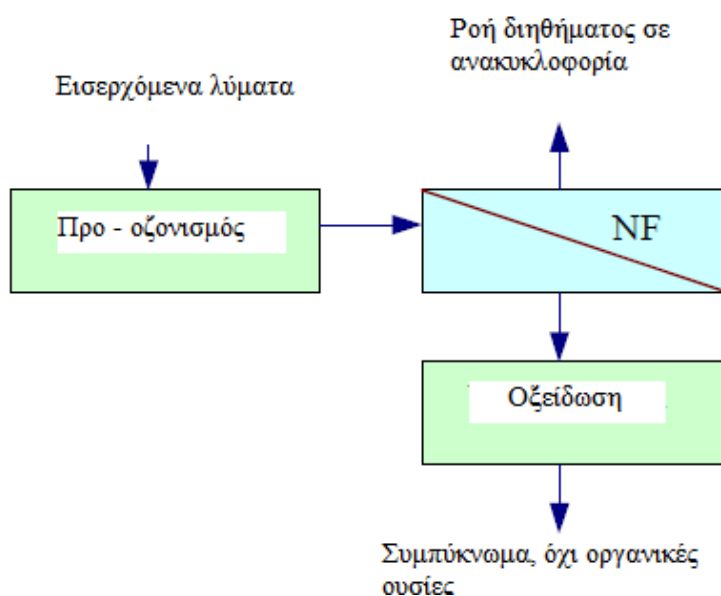 Ροή διηθήματος σε
ανακυκλοφορία
Εισερχόμενα λύματα
Προ - οζονισμός
NF
Οξείδωση
Συμπύκνωμα, όχι οργανικές
ουσίες